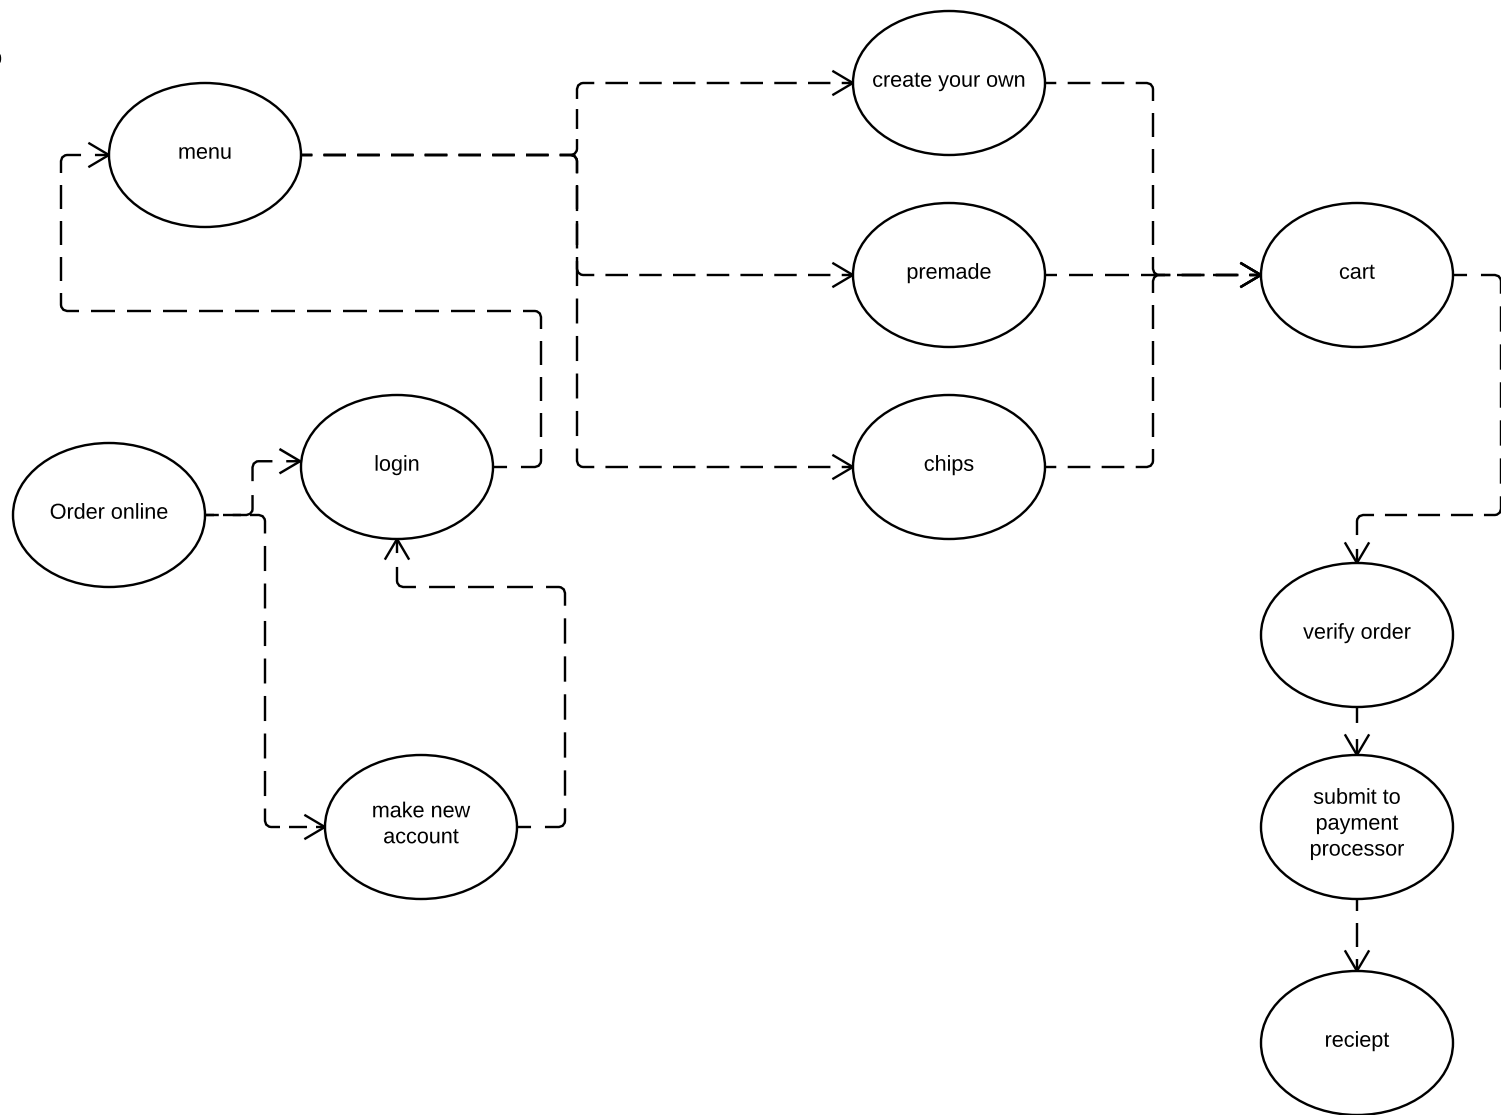 create your own
menu
premade
cart
login
chips
Order online
verify order
make new
account
submit to
payment
processor
reciept